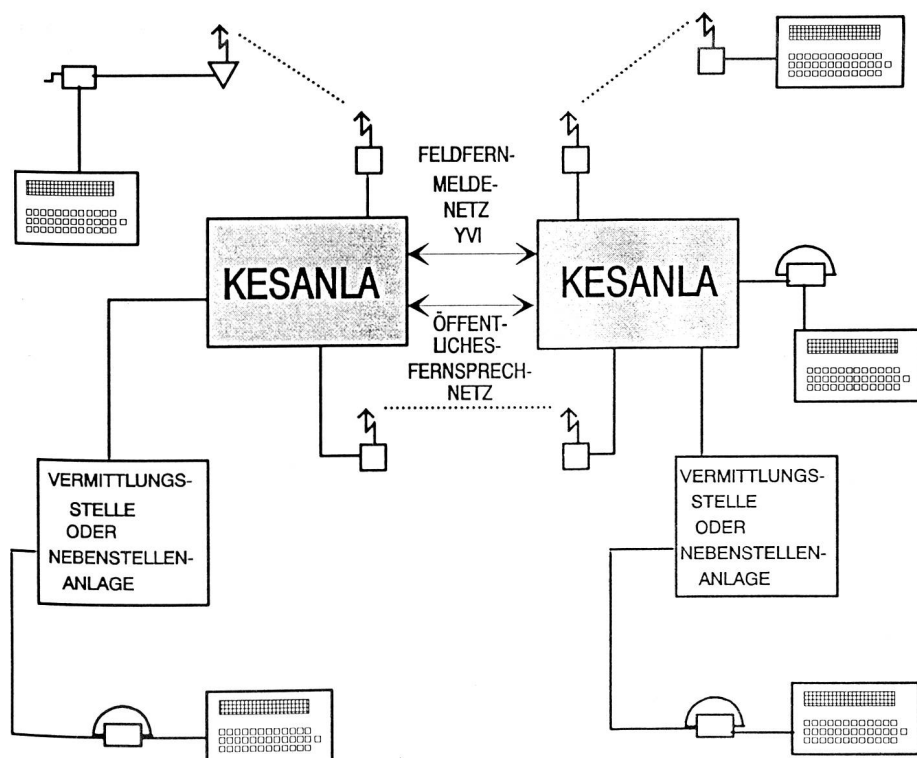 FELDFERN-
MELDE-
NETZ
YVI
KESANLA
KESANLA
ÖFFENT-
LICHES-
FERNSPRECH-
NETZ
VERMITTLUNGS-
STELLE
ODER
NEBENSTELLEN-
ANLAGE
VERMITTLUNGS-
STELLE
ODER
NEBENSTELLEN-
ANLAGE